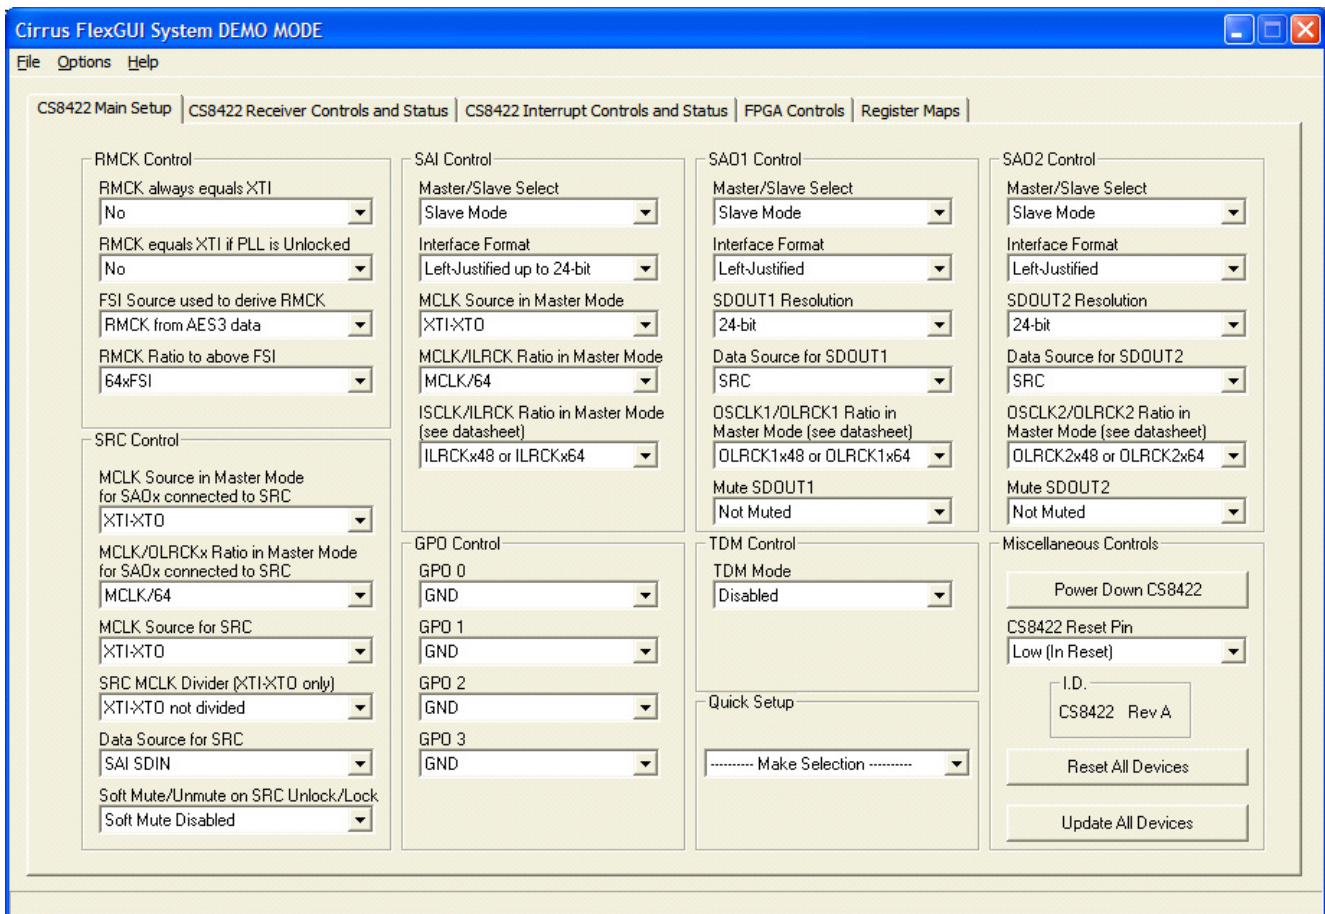 Cirrus FlexGUI System DEMO MODE
File Options Help
CS8422 Main Setup CS8422 Receiver Controls and Status CS8422 Interrupt Controls and Status FPGA Controls Register Maps
RMCK Control
RMCK always equals XTI
No
RMCK equals XTI if PLL is Unlocked
No
FSI Source used to derive RMCK
RMCK from AES3 data
RMCK Ratio to above FSI
64xFSI
SRC Control
MCLK Source in Master Mode
for SAOx connected to SRC
XTI-XTO
MCLK/OLRCKx Ratio in Master Mode
for SAOx connected to SRC
MCLK/64
MCLK Source for SRC
XTI-XTO
SRC MCLK Divider (XTI-XTO only)
XTI-XTO not divided
Data Source for SRC
SAI SDIN
Soft Mute/Unmute on SRC Unlock/Lock
Soft Mute Disabled
SAI Control
Master/Slave Select
Slave Mode
Interface Format
Left-Justified up to 24-bit
MCLK Source in Master Mode
XTI-XTO
MCLK/ILRCK Ratio in Master Mode
MCLK/64
ISCLK/ILRCK Ratio in Master Mode
(see datasheet)
ILRCKx48 or ILRCKx64
GPO Control
GPO 0
GND
GPO 1
GND
GPO 2
GND
GPO 3
GND
SAO1 Control
Master/Slave Select
Slave Mode
Interface Format
Left-Justified
SDOUT1 Resolution
24-bit
Data Source for SDOUT1
SRC
OSCLK1/OLRCK1 Ratio in
Master Mode (see datasheet)
OLRCK1x48 or OLRCK1x64
Mute SDOUT1
Not Muted
TDM Control
TDM Mode
Disabled
Quick Setup
---------- Make Selection ----------
SAO2 Control
Master/Slave Select
Slave Mode
Interface Format
Left-Justified
SDOUT2 Resolution
24-bit
Data Source for SDOUT2
SRC
OSCLK2/OLRCK2 Ratio in
Master Mode (see datasheet)
OLRCK2x48 or OLRCK2x64
Mute SDOUT2
Not Muted
Miscellaneous Controls
Power Down CS8422
CS8422 Reset Pin
Low (In Reset)
I.D.
CS8422 Rev A
Reset All Devices
Update All Devices